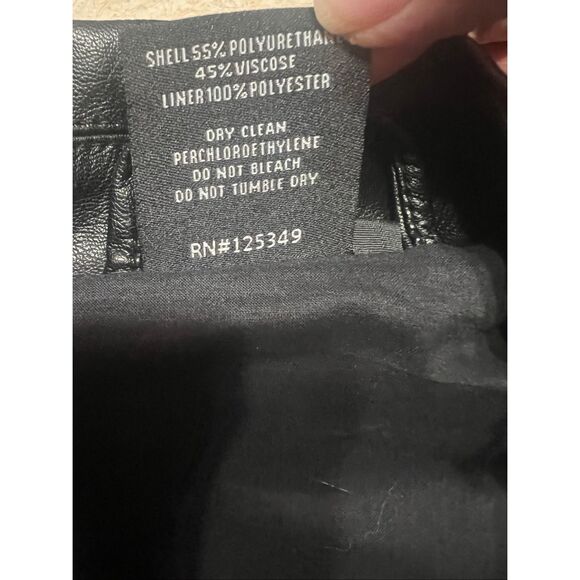 SHELL 55% POLYURETHAN
45% VISCOSE
LINER 100% POLYESTER
DRY CLEAN
PERCHLOROETHYLENE
DO NOT BLEACH
DO NOT TUMBLE DRY
RN#125349